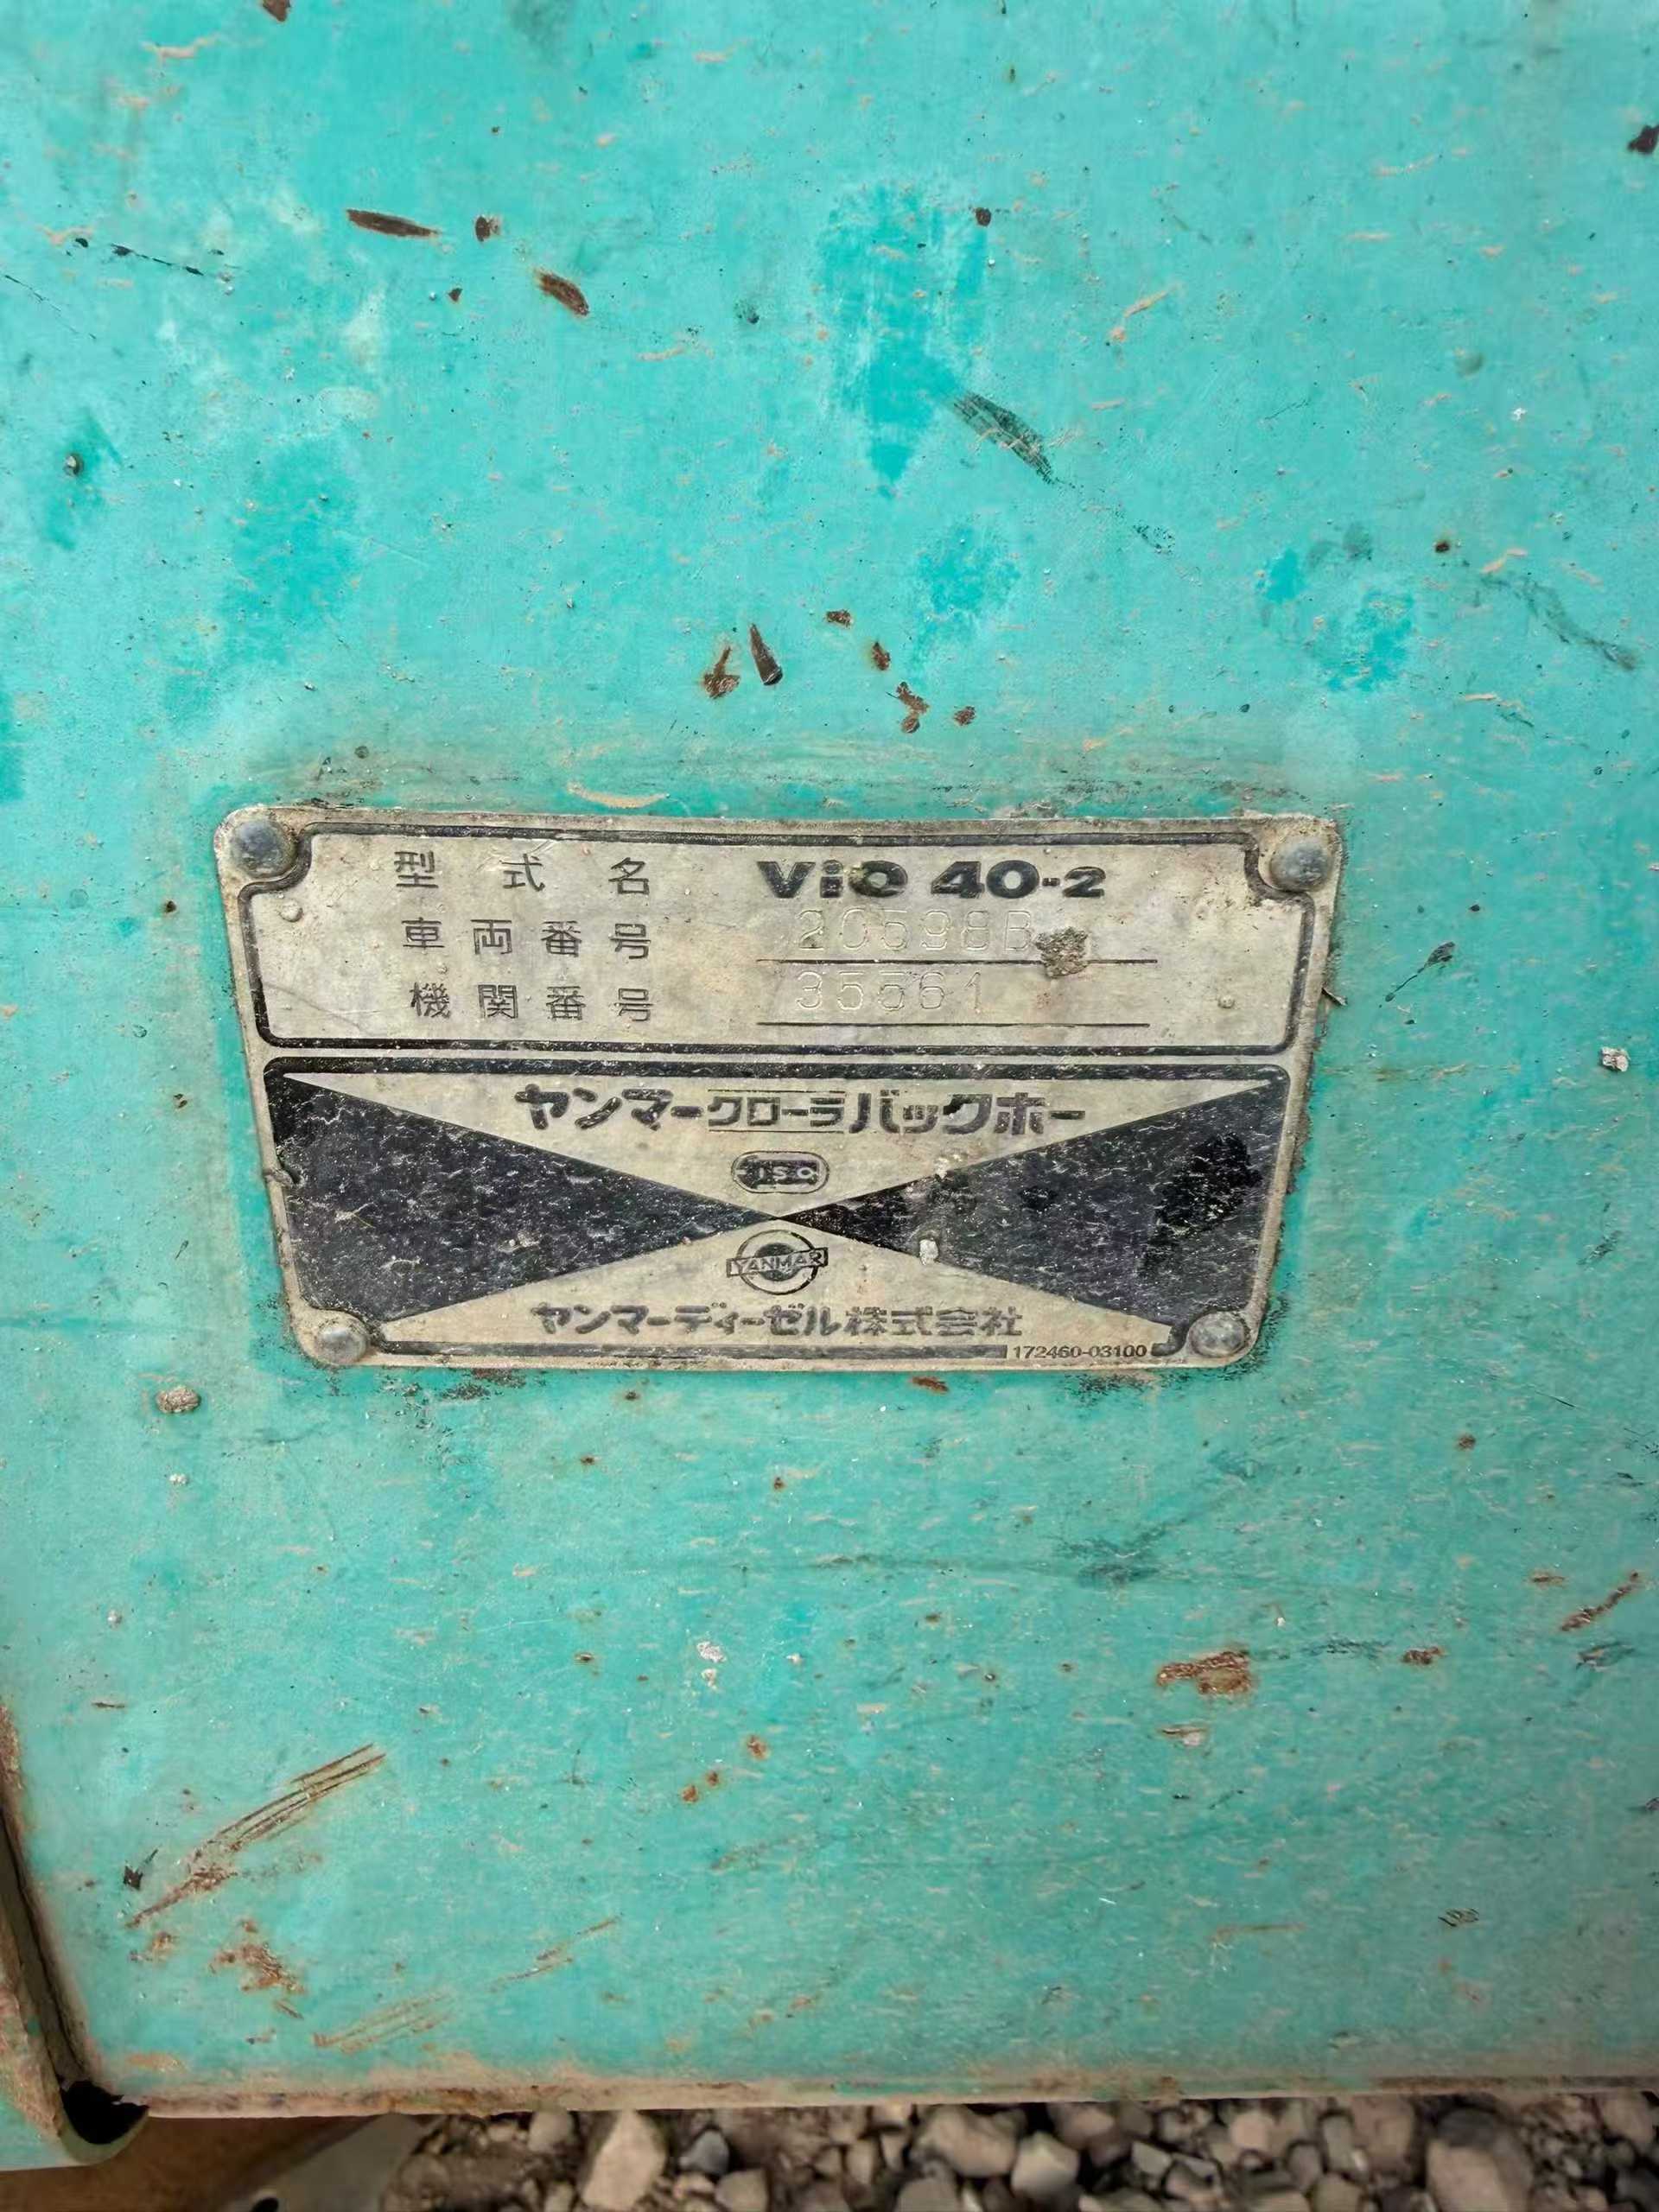 型式名 ViO 40-2
車両番号 20598B
機関番号 35561
ヤンマークローラバックホー
ISO
YANMAR
ヤンマーディーゼル株式会社
172460-03100